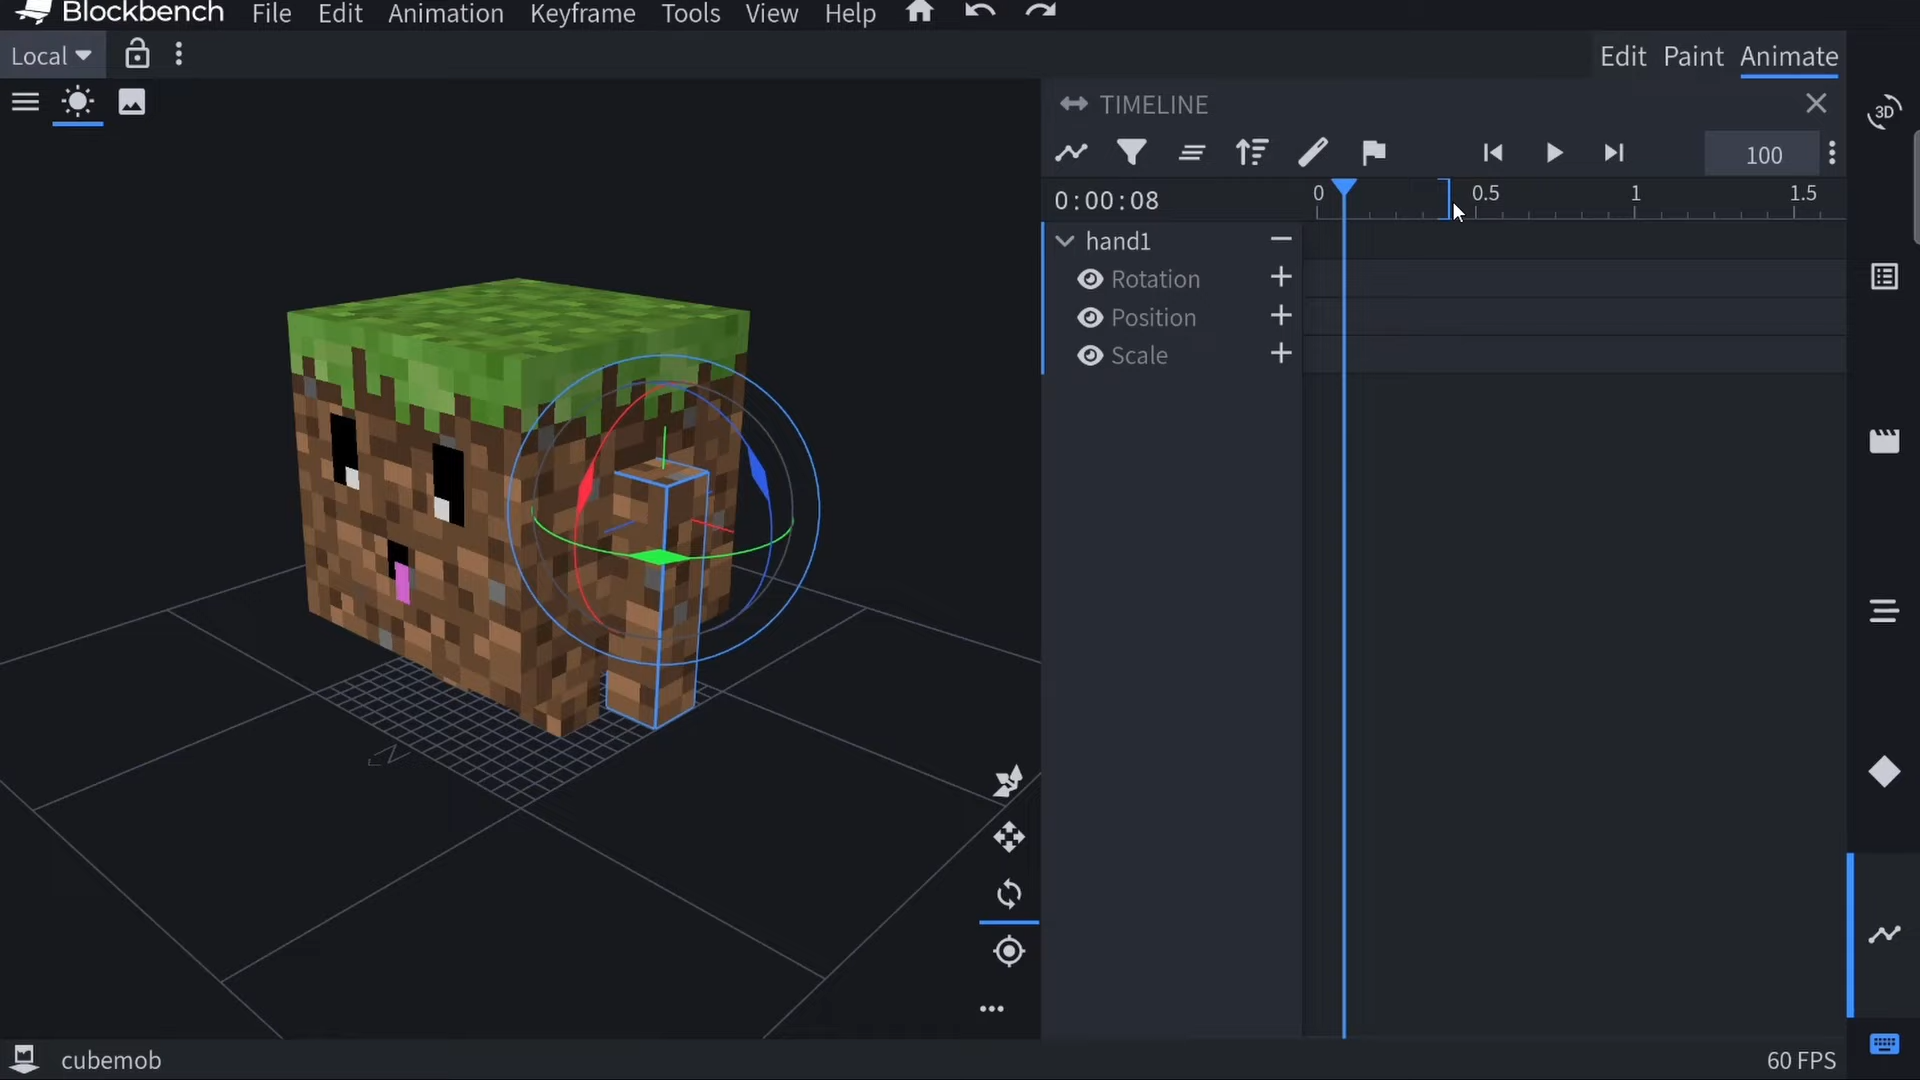 Blockbench File Edit Animation Keyframe Tools View Help
Local Edit Paint Animate
TIMELINE
3D
100
0:00:08 0 0.5 1 1.5
hand1
Rotation
Position
Scale
N
cubemob 60 FPS